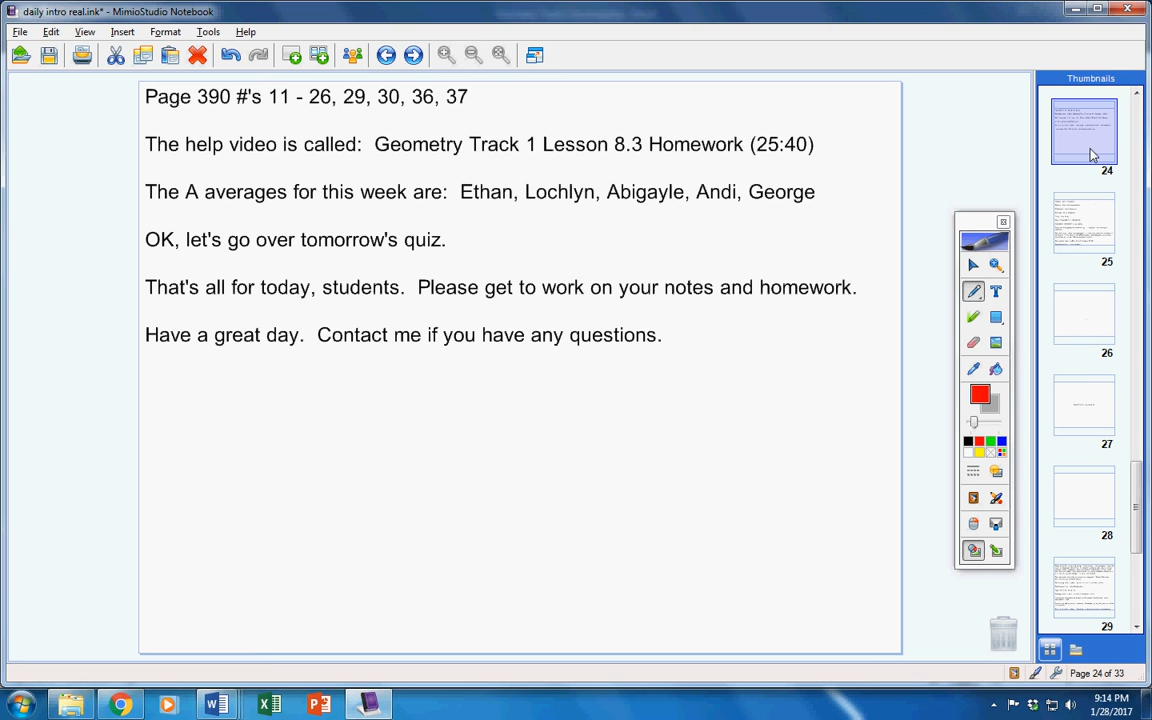 daily intro real.ink* - MimioStudio Notebook
File Edit View Insert Format Tools Help
Thumbnails
Page 390 #'s 11 - 26, 29, 30, 36, 37
The help video is called:  Geometry Track 1 Lesson 8.3 Homework (25:40)
The A averages for this week are:  Ethan, Lochlyn, Abigayle, Andi, George
OK, let's go over tomorrow's quiz.
That's all for today, students.  Please get to work on your notes and homework.
Have a great day.  Contact me if you have any questions.
24
25
26
27
28
29
Page 24 of 33
9:14 PM
1/28/2017